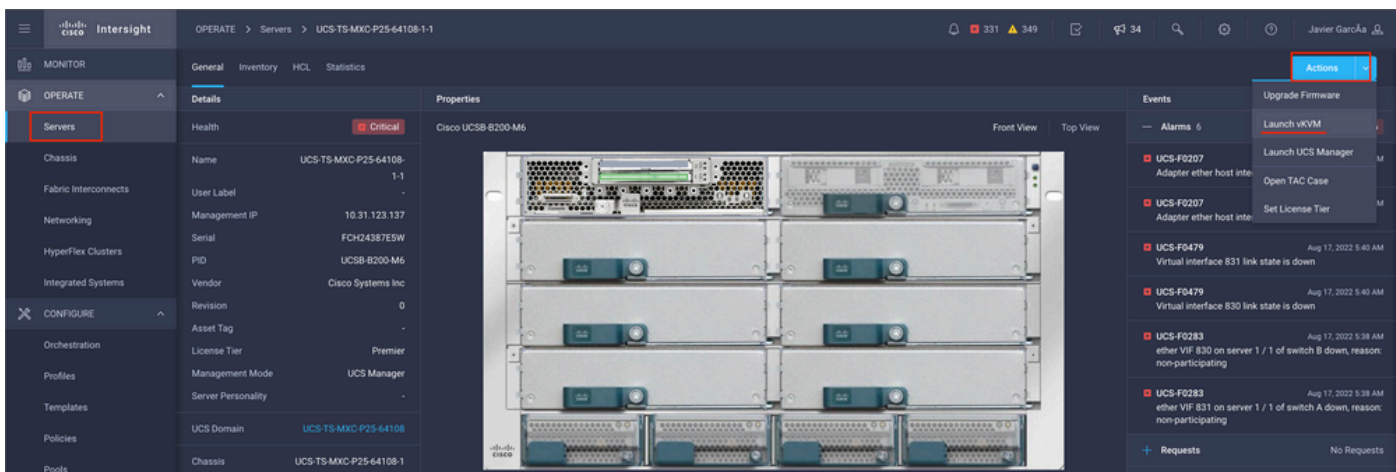 cisco Intersight
OPERATE > Servers > UCS-TS-MXC-P25-64108-1-1
331 349
34
Javier GarcÃ­a
MONITOR
OPERATE
Servers
Chassis
Fabric Interconnects
Networking
HyperFlex Clusters
Integrated Systems
CONFIGURE
Orchestration
Profiles
Templates
Policies
Pools
General Inventory HCL Statistics
Actions
Upgrade Firmware
Launch vKVM
Launch UCS Manager
Open TAC Case
Set License Tier
Details
Health Critical
Name UCS-TS-MXC-P25-64108-
1-1
User Label -
Management IP 10.31.123.137
Serial FCH24387E5W
PID UCSB-B200-M6
Vendor Cisco Systems Inc
Revision 0
Asset Tag -
License Tier Premier
Management Mode UCS Manager
Server Personality -
UCS Domain UCS-TS-MXC-P25-64108
Chassis UCS-TS-MXC-P25-64108-1
Properties
Cisco UCSB-B200-M6 Front View Top View
cisco
Events
Alarms 6
UCS-F0207 M
Adapter ether host inte
UCS-F0207 M
Adapter ether host inte
UCS-F0479 Aug 17, 2022 5:40 AM
Virtual interface 831 link state is down
UCS-F0479 Aug 17, 2022 5:40 AM
Virtual interface 830 link state is down
UCS-F0283 Aug 17, 2022 5:38 AM
ether VIF 830 on server 1 / 1 of switch B down, reason:
non-participating
UCS-F0283 Aug 17, 2022 5:38 AM
ether VIF 831 on server 1 / 1 of switch A down, reason:
non-participating
Requests No Requests